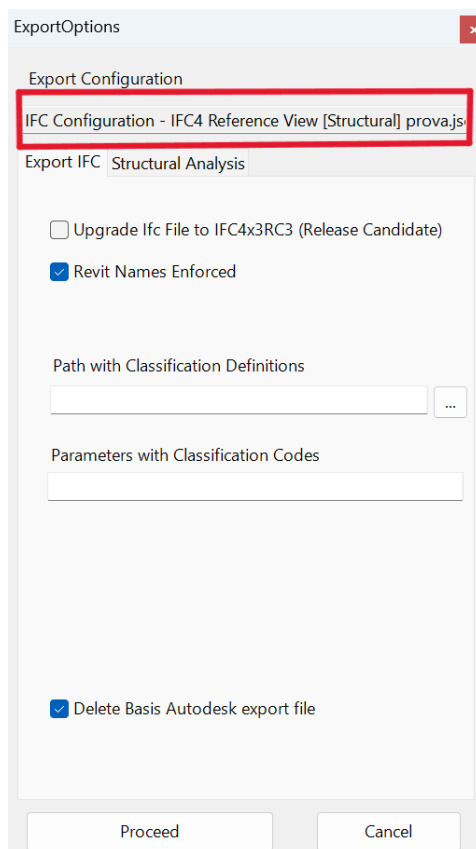 ExportOptions
Export Configuration
IFC Configuration - IFC4 Reference View [Structural] prova.js
Export IFC Structural Analysis
Upgrade Ifc File to IFC4x3RC3 (Release Candidate)
Revit Names Enforced
Path with Classification Definitions
...
Parameters with Classification Codes
Delete Basis Autodesk export file
Proceed Cancel